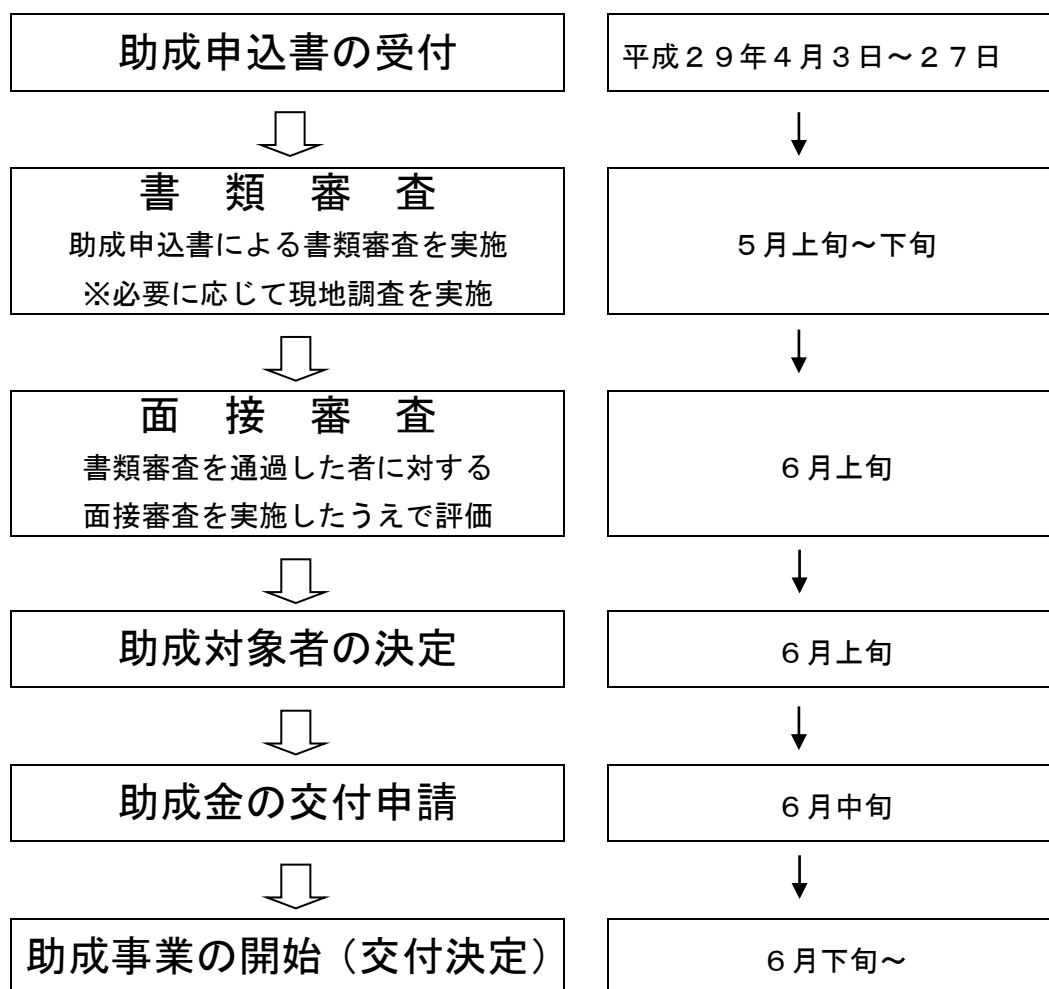 助成申込書の受付
平成２９年４月３日～２７日
書　類　審　査
助成申込書による書類審査を実施
※必要に応じて現地調査を実施
５月上旬～下旬
面　接　審　査
書類審査を通過した者に対する
面接審査を実施したうえで評価
６月上旬
助成対象者の決定
６月上旬
助成金の交付申請
６月中旬
助成事業の開始（交付決定）
６月下旬～